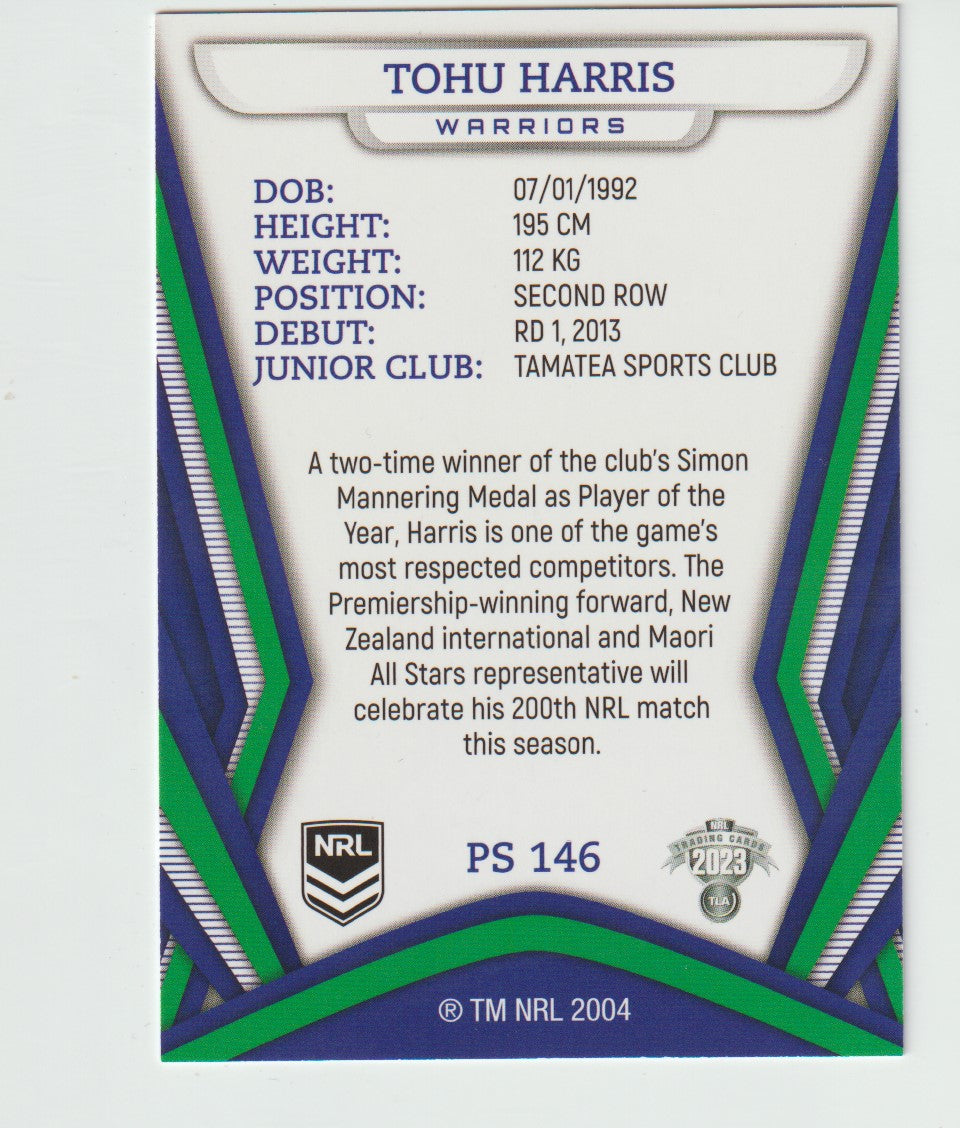 TOHU HARRIS
WARRIORS
DOB: 07/01/1992
HEIGHT: 195 CM
WEIGHT: 112 KG
POSITION: SECOND ROW
DEBUT: RD 1, 2013
JUNIOR CLUB: TAMATEA SPORTS CLUB
A two-time winner of the club's Simon
Mannering Medal as Player of the
Year, Harris is one of the game's
most respected competitors. The
Premiership-winning forward, New
Zealand international and Maori
All Stars representative will
celebrate his 200th NRL match
this season.
NRL
PS 146
NRL
TRADING CARDS
2023
TLA
® TM NRL 2004